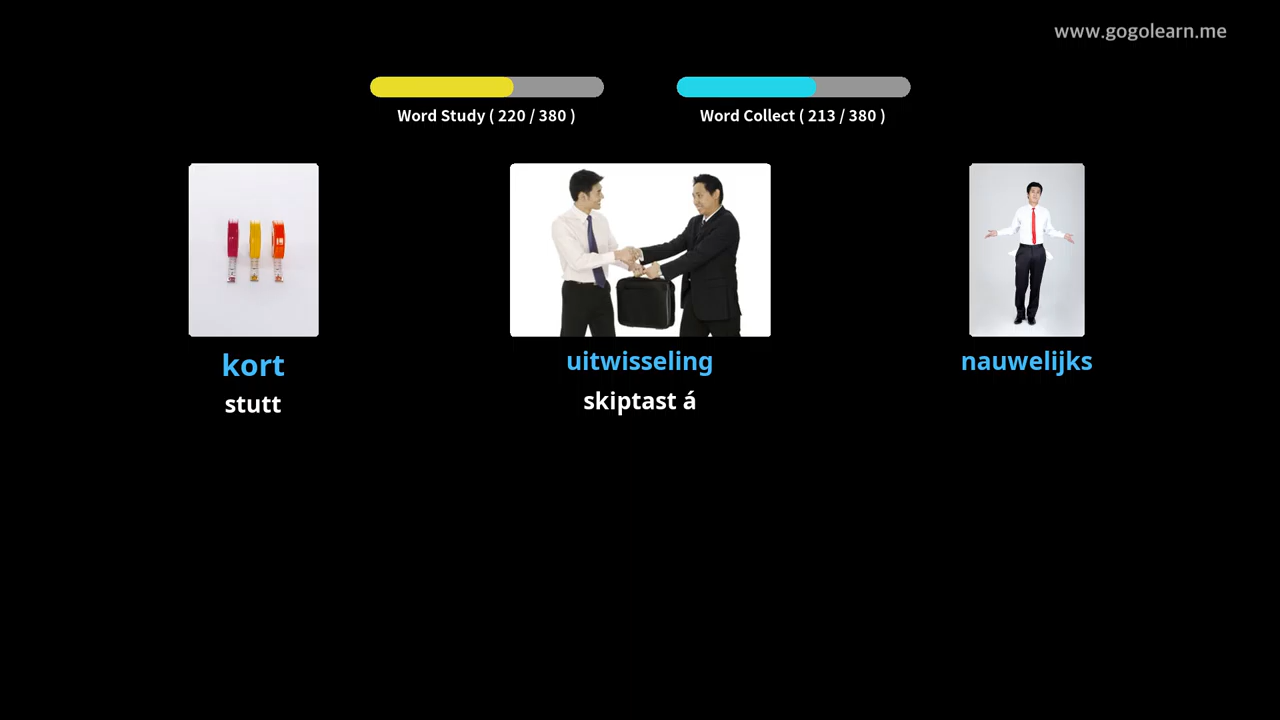 www.gogolearn.me
Word Study ( 220 / 380 )
Word Collect ( 213 / 380 )
kort
stutt
uitwisseling
skiptast á
nauwelijks